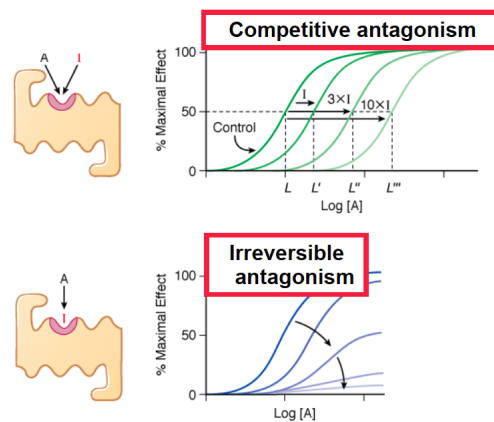 Competitive antagonism
A I
100
I
3×I
10×I
50
Control
0
L L' L" L'"
% Maximal Effect
Log [A]
Irreversible
antagonism
A
I
100
50
0
% Maximal Effect
Log [A]